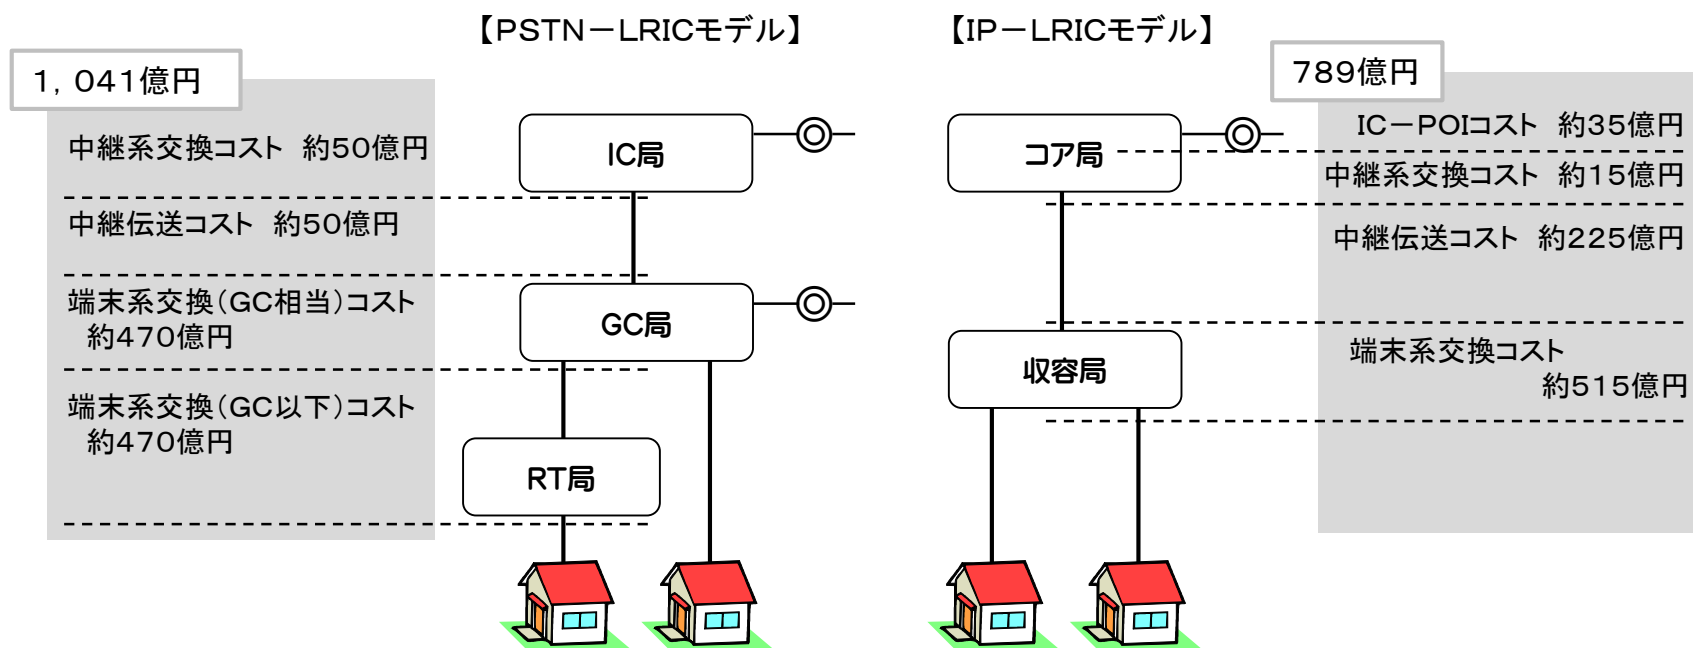 【PSTN－LRICモデル】
1，041億円
中継系交換コスト　約50億円
中継伝送コスト　約50億円
端末系交換（GC相当）コスト
約470億円
端末系交換（GC以下）コスト
約470億円
IC局
GC局
RT局
【IP－LRICモデル】
789億円
コア局
収容局
IC－POIコスト　約35億円
中継系交換コスト　約15億円
中継伝送コスト　約225億円
端末系交換コスト
約515億円